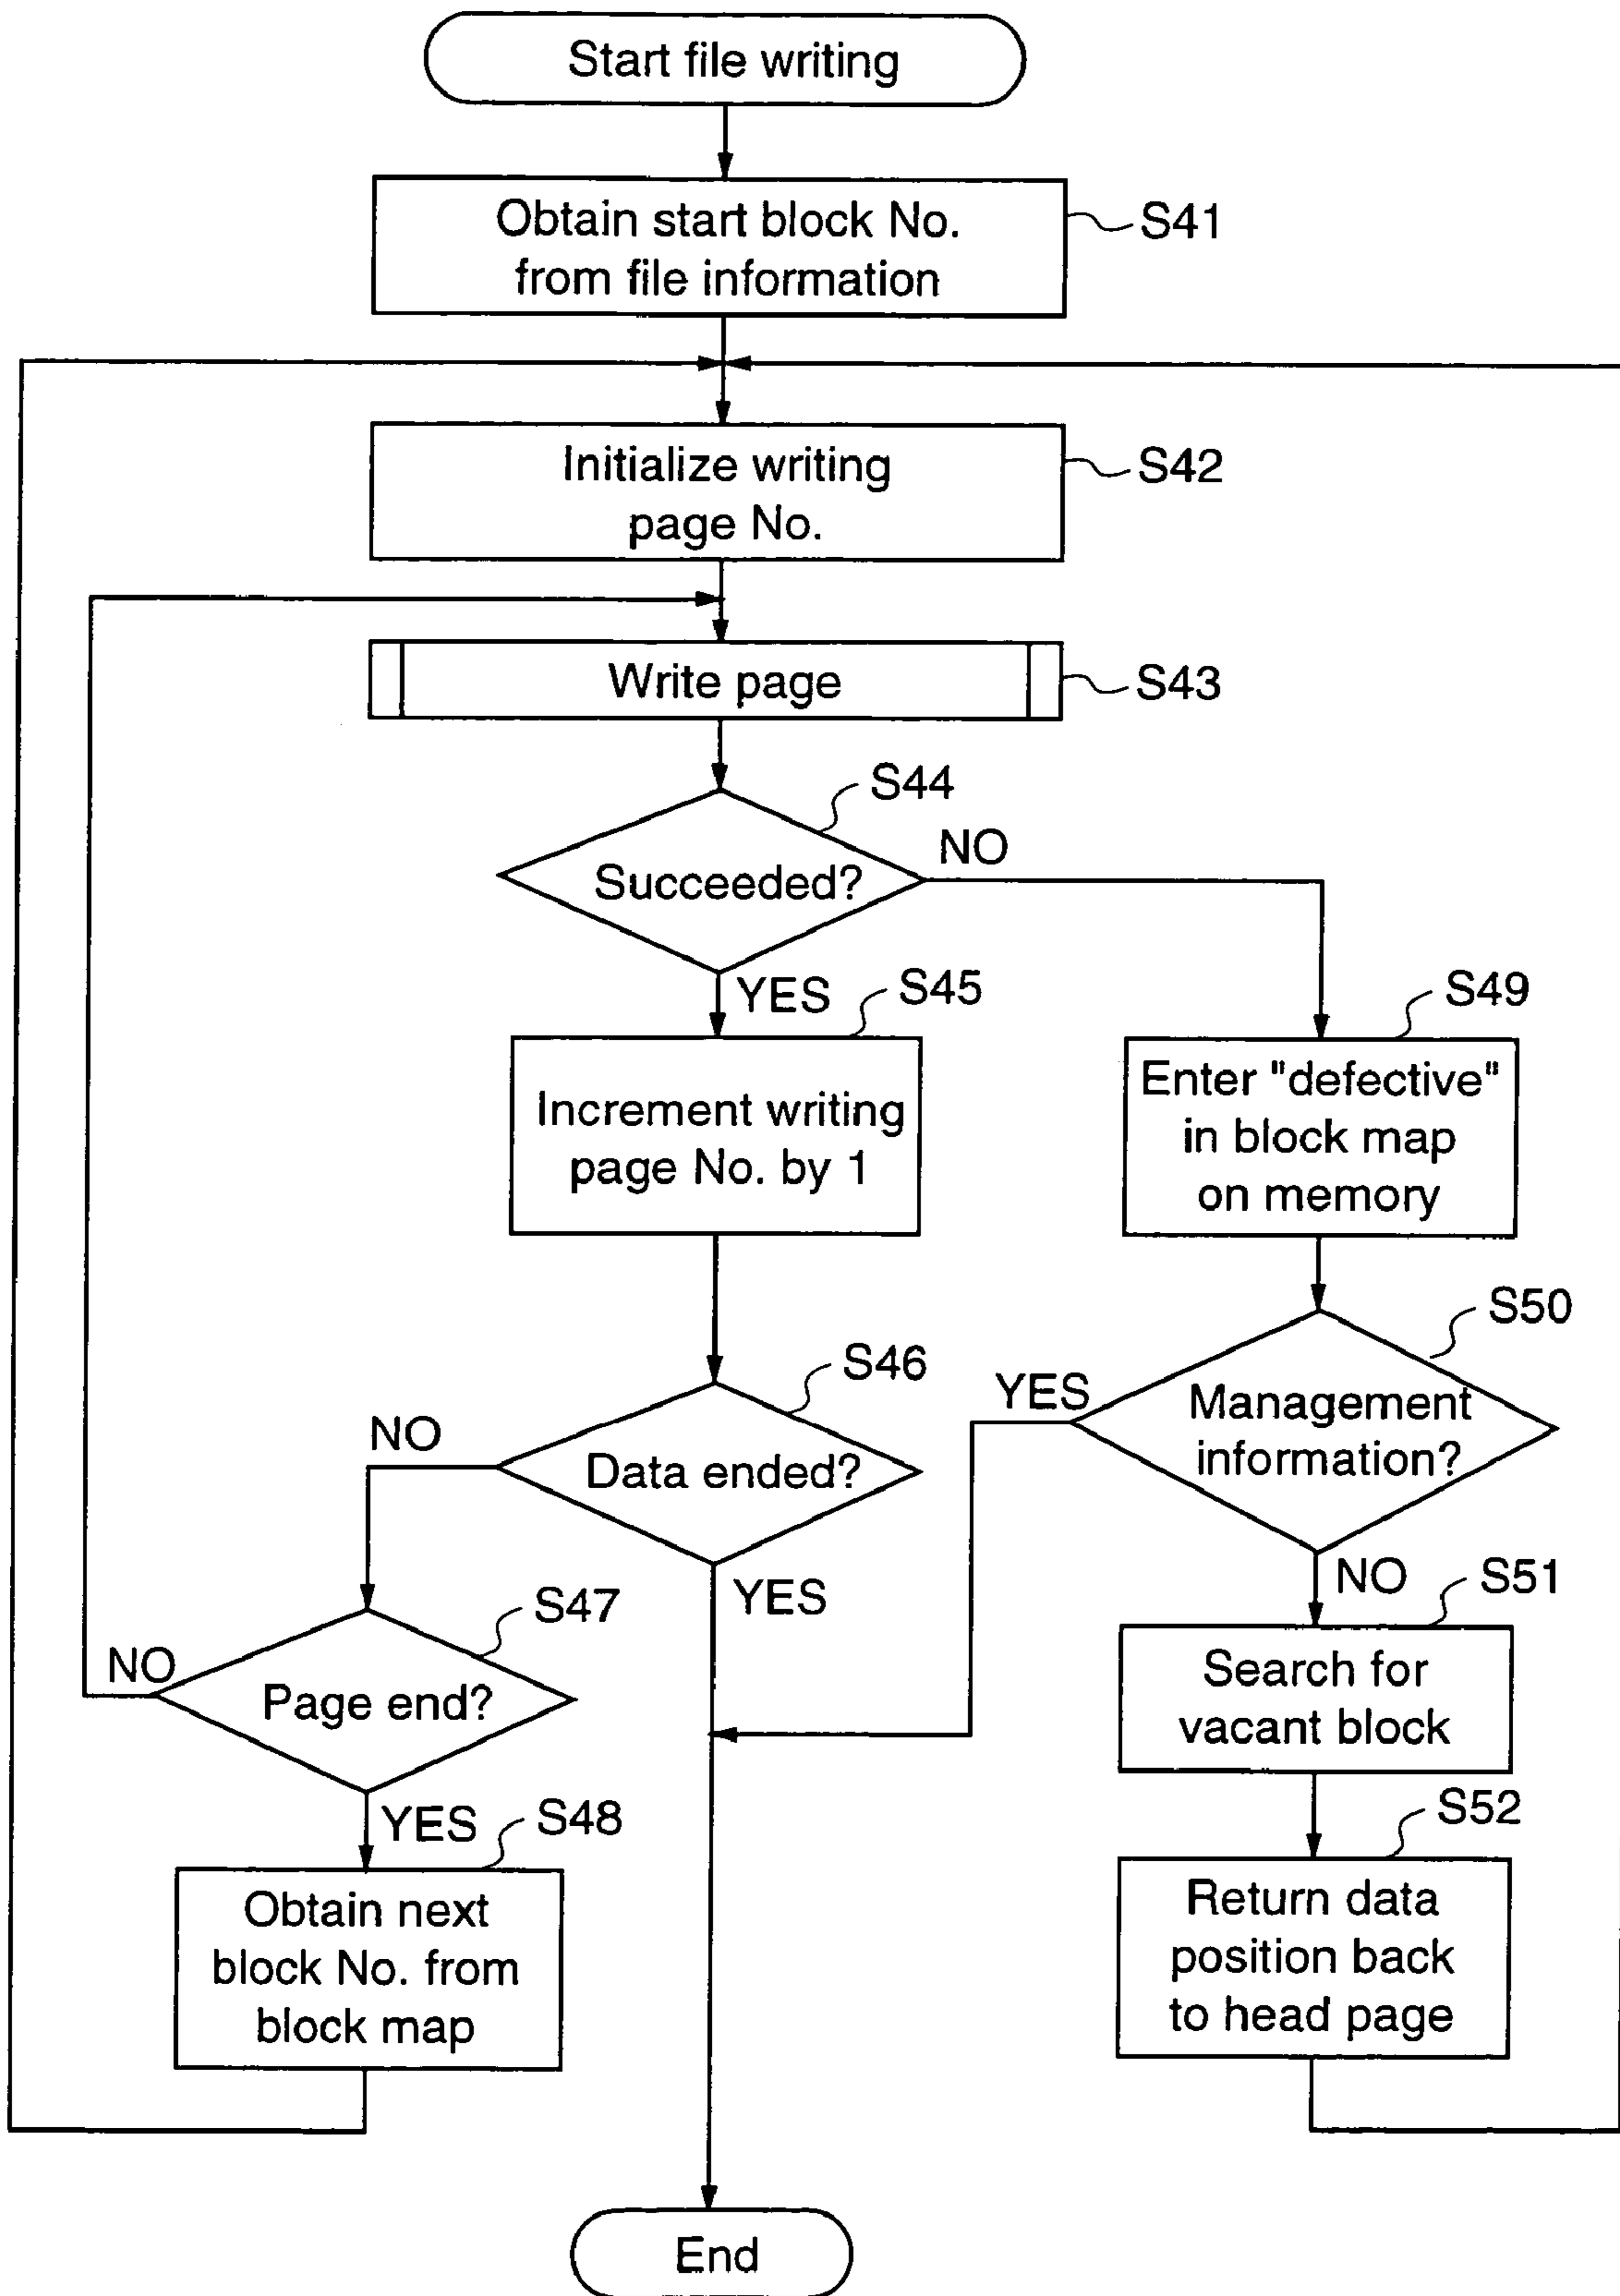 Start file writing
Obtain start block No.
from file information
S41
Initialize writing
page No.
S42
Write page
S43
S44
Succeeded?
NO
YES
S45
Increment writing
page No. by 1
S49
Enter "defective"
in block map
on memory
S46
Data ended?
NO
YES
S50
Management
information?
YES
NO
S47
Page end?
NO
YES
S51
Search for
vacant block
S48
Obtain next
block No. from
block map
S52
Return data
position back
to head page
End